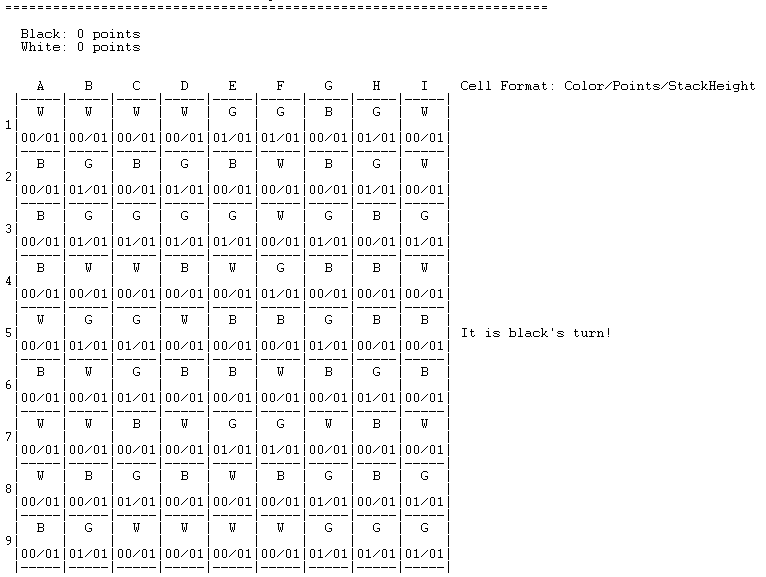 ================================================================
Black: 0 points
White: 0 points
A B C D E F G H I Cell Format: Color/Points/StackHeight
|-----|-----|-----|-----|-----|-----|-----|-----|-----|
| W | W | W | W | G | G | B | G | W |
1| | | | | | | | | |
|00/01|00/01|00/01|00/01|01/01|01/01|00/01|01/01|00/01|
|-----|-----|-----|-----|-----|-----|-----|-----|-----|
| B | G | B | G | B | W | B | G | W |
2| | | | | | | | | |
|00/01|01/01|01/01|01/01|00/01|00/01|00/01|01/01|00/01|
|-----|-----|-----|-----|-----|-----|-----|-----|-----|
| B | G | G | G | G | W | G | B | G |
3| | | | | | | | | |
|00/01|01/01|01/01|01/01|01/01|00/01|01/01|00/01|01/01|
|-----|-----|-----|-----|-----|-----|-----|-----|-----|
| B | W | W | B | W | G | B | B | W |
4| | | | | | | | | |
|00/01|00/01|00/01|00/01|00/01|01/01|00/01|00/01|00/01|
|-----|-----|-----|-----|-----|-----|-----|-----|-----|
| W | G | G | W | B | B | G | B | B |
5| | | | | | | | | | It is black's turn!
|00/01|01/01|01/01|00/01|00/01|00/01|01/01|00/01|00/01|
|-----|-----|-----|-----|-----|-----|-----|-----|-----|
| B | W | G | B | B | W | B | G | B |
6| | | | | | | | | |
|00/01|00/01|01/01|00/01|00/01|00/01|00/01|01/01|00/01|
|-----|-----|-----|-----|-----|-----|-----|-----|-----|
| W | W | B | W | G | G | W | B | W |
7| | | | | | | | | |
|00/01|00/01|00/01|00/01|01/01|01/01|00/01|00/01|00/01|
|-----|-----|-----|-----|-----|-----|-----|-----|-----|
| W | B | G | B | W | B | G | B | G |
8| | | | | | | | | |
|00/01|00/01|01/01|00/01|00/01|00/01|01/01|00/01|01/01|
|-----|-----|-----|-----|-----|-----|-----|-----|-----|
| B | G | W | W | W | W | G | G | G |
9| | | | | | | | | |
|00/01|01/01|00/01|00/01|00/01|00/01|01/01|01/01|01/01|
|-----|-----|-----|-----|-----|-----|-----|-----|-----|